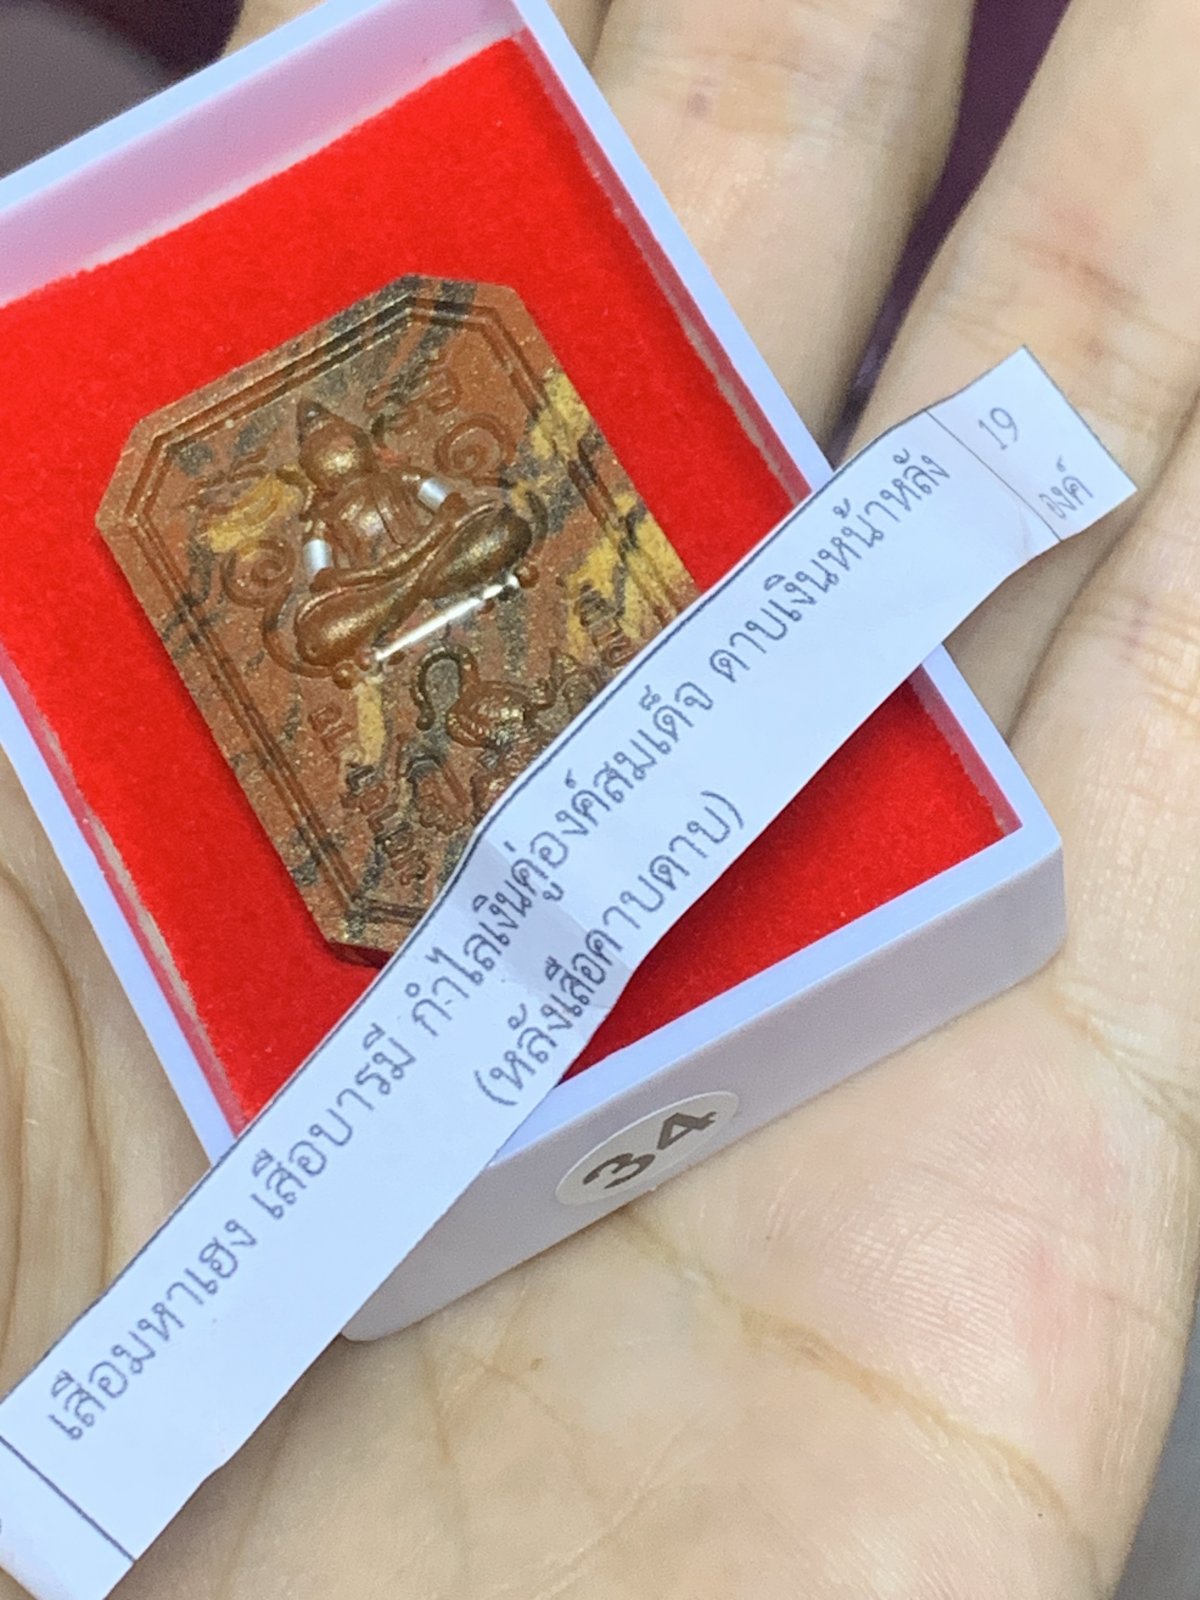 เสือมหาเฮง เสือบารมี กำไลเงินคู่องค์สมเด็จ ดาบเงินหน้าหลัง
(หลังเสือคาบดาบ)
19
องค์
34